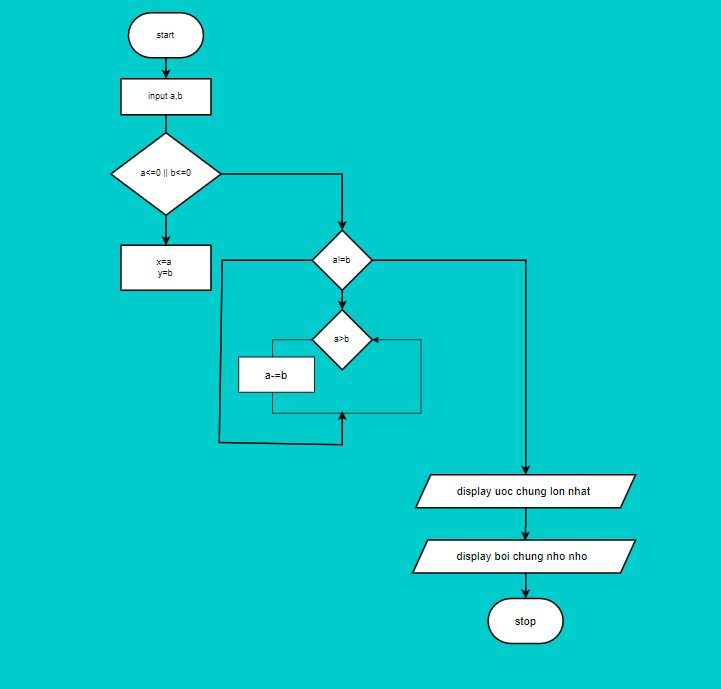 start
input a,b
a<=0 || b<=0
x=a
y=b
a!=b
a>b
a-=b
display uoc chung lon nhat
display boi chung nho nho
stop